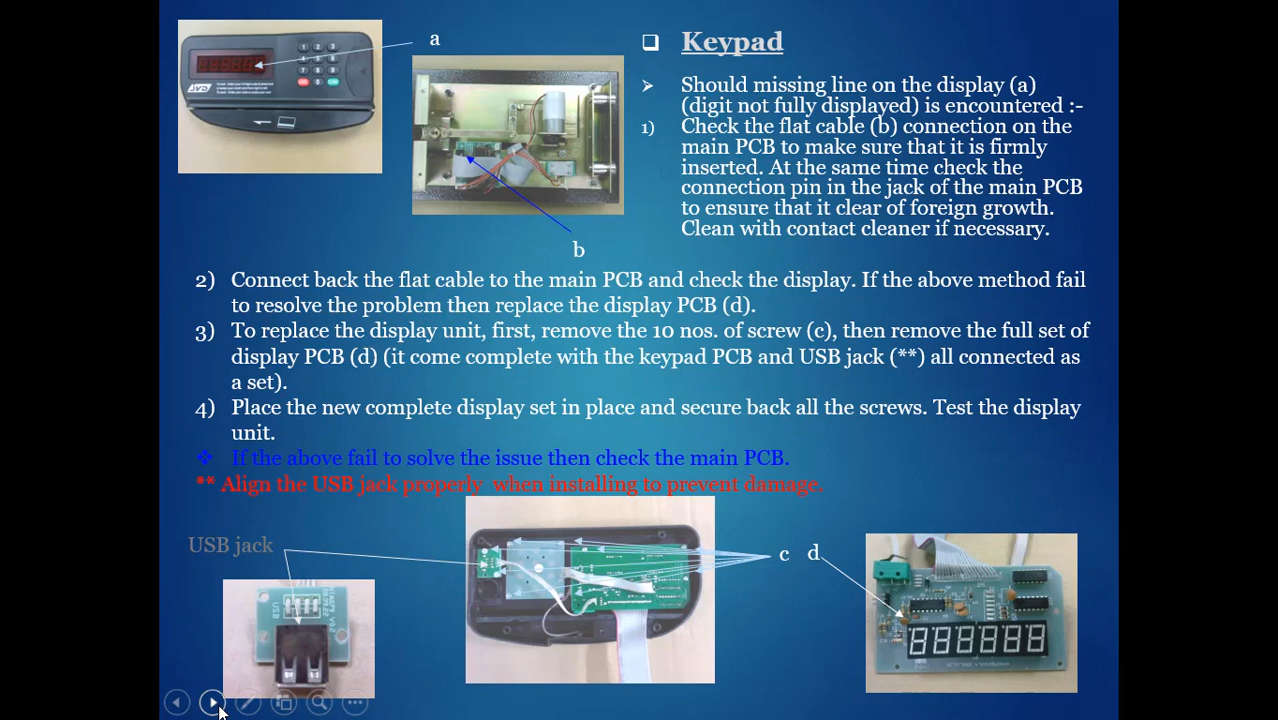 a
❑ Keypad
➤ Should missing line on the display (a)
(digit not fully displayed) is encountered :-
1) Check the flat cable (b) connection on the
main PCB to make sure that it is firmly
inserted. At the same time check the
connection pin in the jack of the main PCB
to ensure that it clear of foreign growth.
Clean with contact cleaner if necessary.
b
2) Connect back the flat cable to the main PCB and check the display. If the above method fail
to resolve the problem then replace the display PCB (d).
3) To replace the display unit, first, remove the 10 nos. of screw (c), then remove the full set of
display PCB (d) (it come complete with the keypad PCB and USB jack (**) all connected as
a set).
4) Place the new complete display set in place and secure back all the screws. Test the display
unit.
❖ If the above fail to solve the issue then check the main PCB.
** Align the USB jack properly when installing to prevent damage.
USB jack
c d
USB